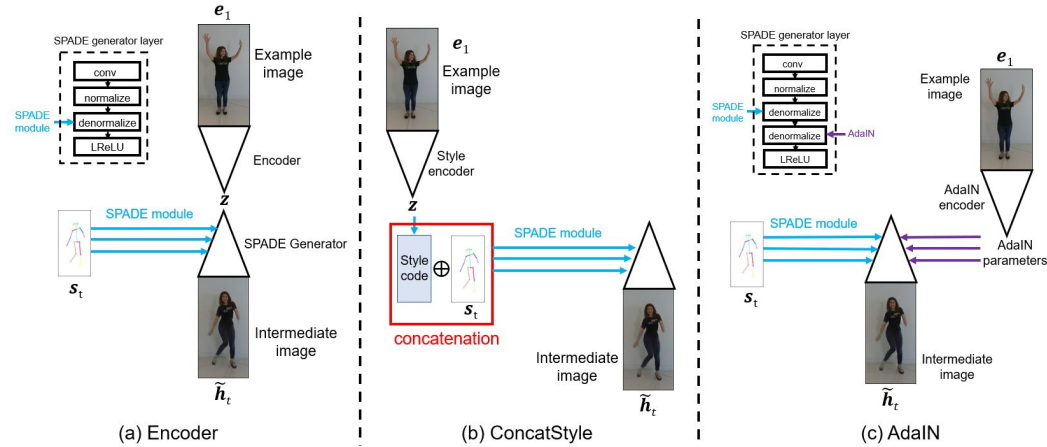 SPADE generator layer
conv
normalize
denormalize
LReLU
SPADE
module
e₁
Example
image
Encoder
z
SPADE module
SPADE Generator
sₜ
Intermediate
image
h̃ₜ
(a) Encoder
e₁
Example
image
Style
encoder
z
Style
code
⊕
sₜ
concatenation
SPADE module
Intermediate
image
h̃ₜ
(b) ConcatStyle
SPADE generator layer
conv
normalize
denormalize
denormalize
LReLU
SPADE
module
AdaIN
e₁
Example
image
AdaIN
encoder
AdaIN
parameters
SPADE module
sₜ
Intermediate
image
h̃ₜ
(c) AdaIN